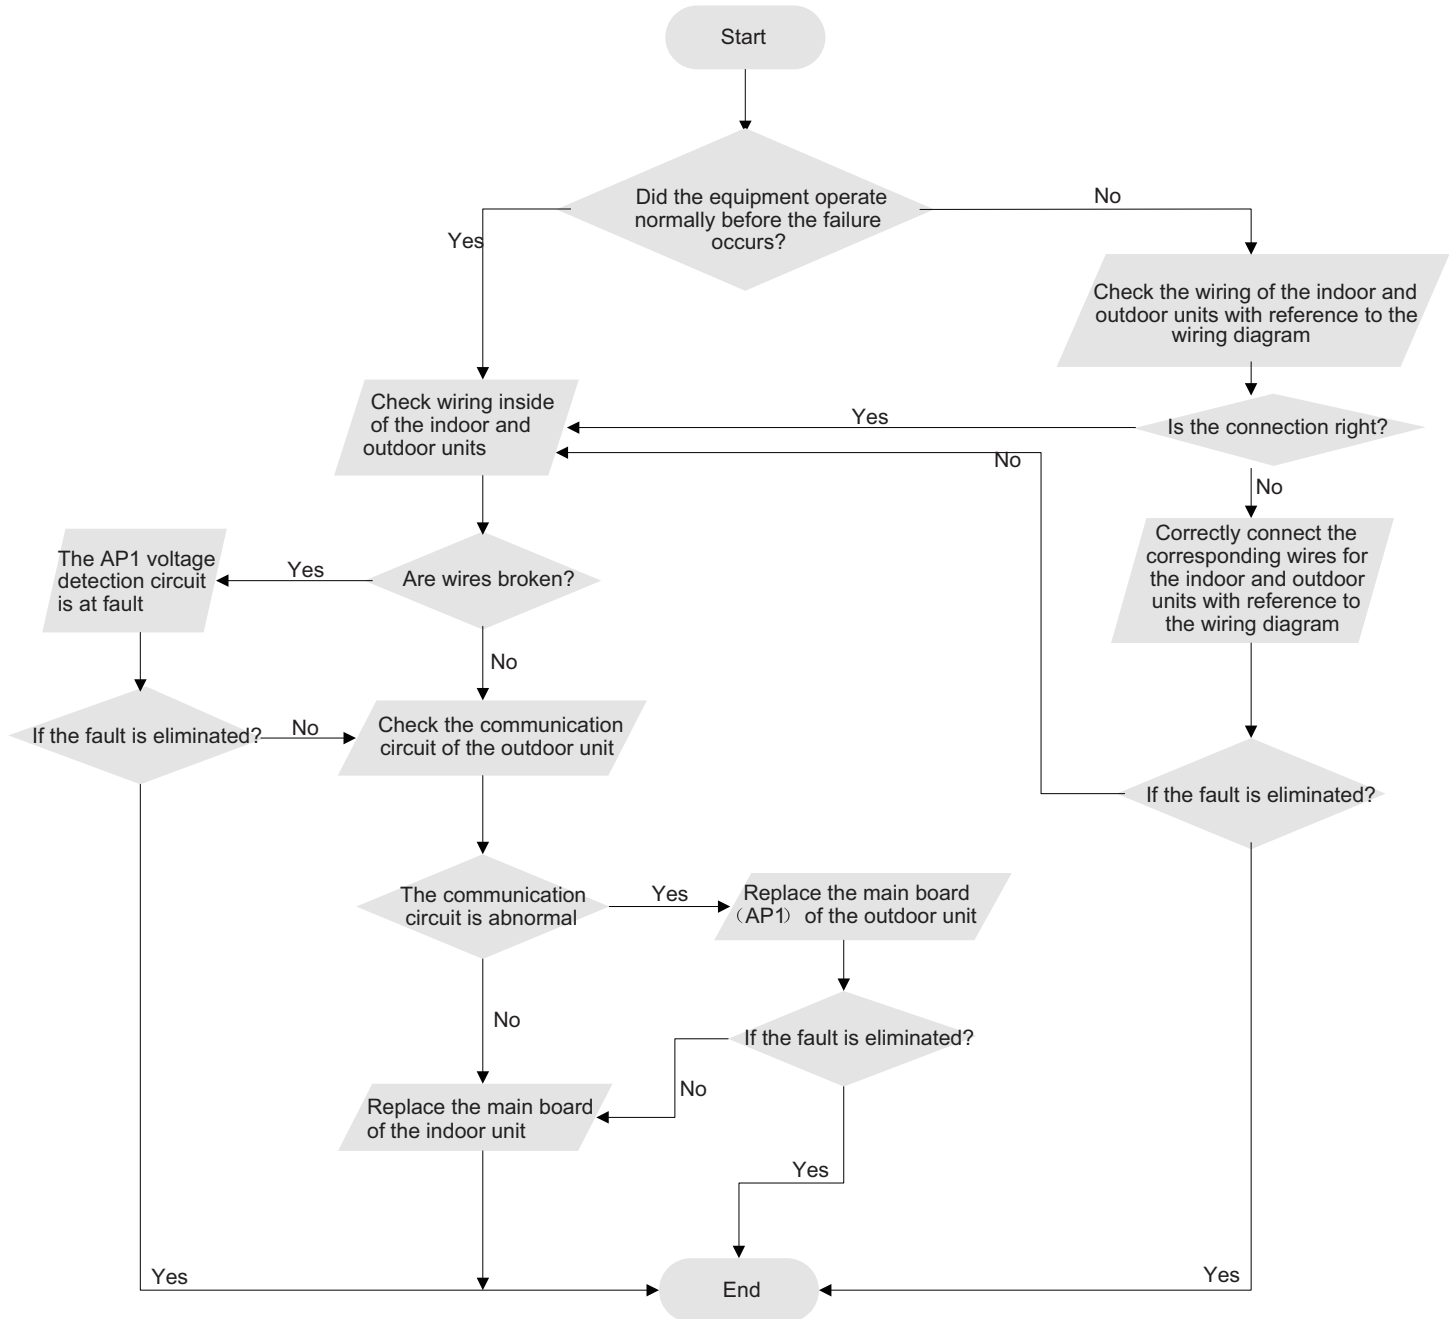 Start
Did the equipment operate
normally before the failure
occurs?
No
Yes
Check the wiring of the indoor and
outdoor units with reference to the
wiring diagram
Check wiring inside
of the indoor and
outdoor units
Yes
Is the connection right?
No
No
Correctly connect the
corresponding wires for
the indoor and outdoor
units with reference to
the wiring diagram
The AP1 voltage
detection circuit
is at fault
Yes
Are wires broken?
No
If the fault is eliminated?
No
Check the communication
circuit of the outdoor unit
If the fault is eliminated?
The communication
circuit is abnormal
Yes
Replace the main board
（AP1）of the outdoor unit
No
If the fault is eliminated?
No
Replace the main board
of the indoor unit
Yes
Yes
End
Yes